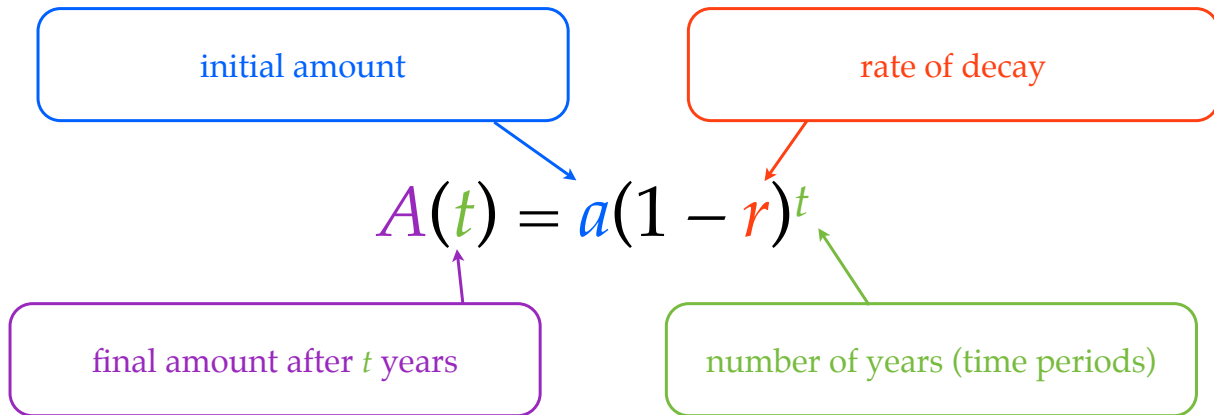 initial amount
rate of decay
A(t) = a(1 − r)^t
final amount after t years
number of years (time periods)